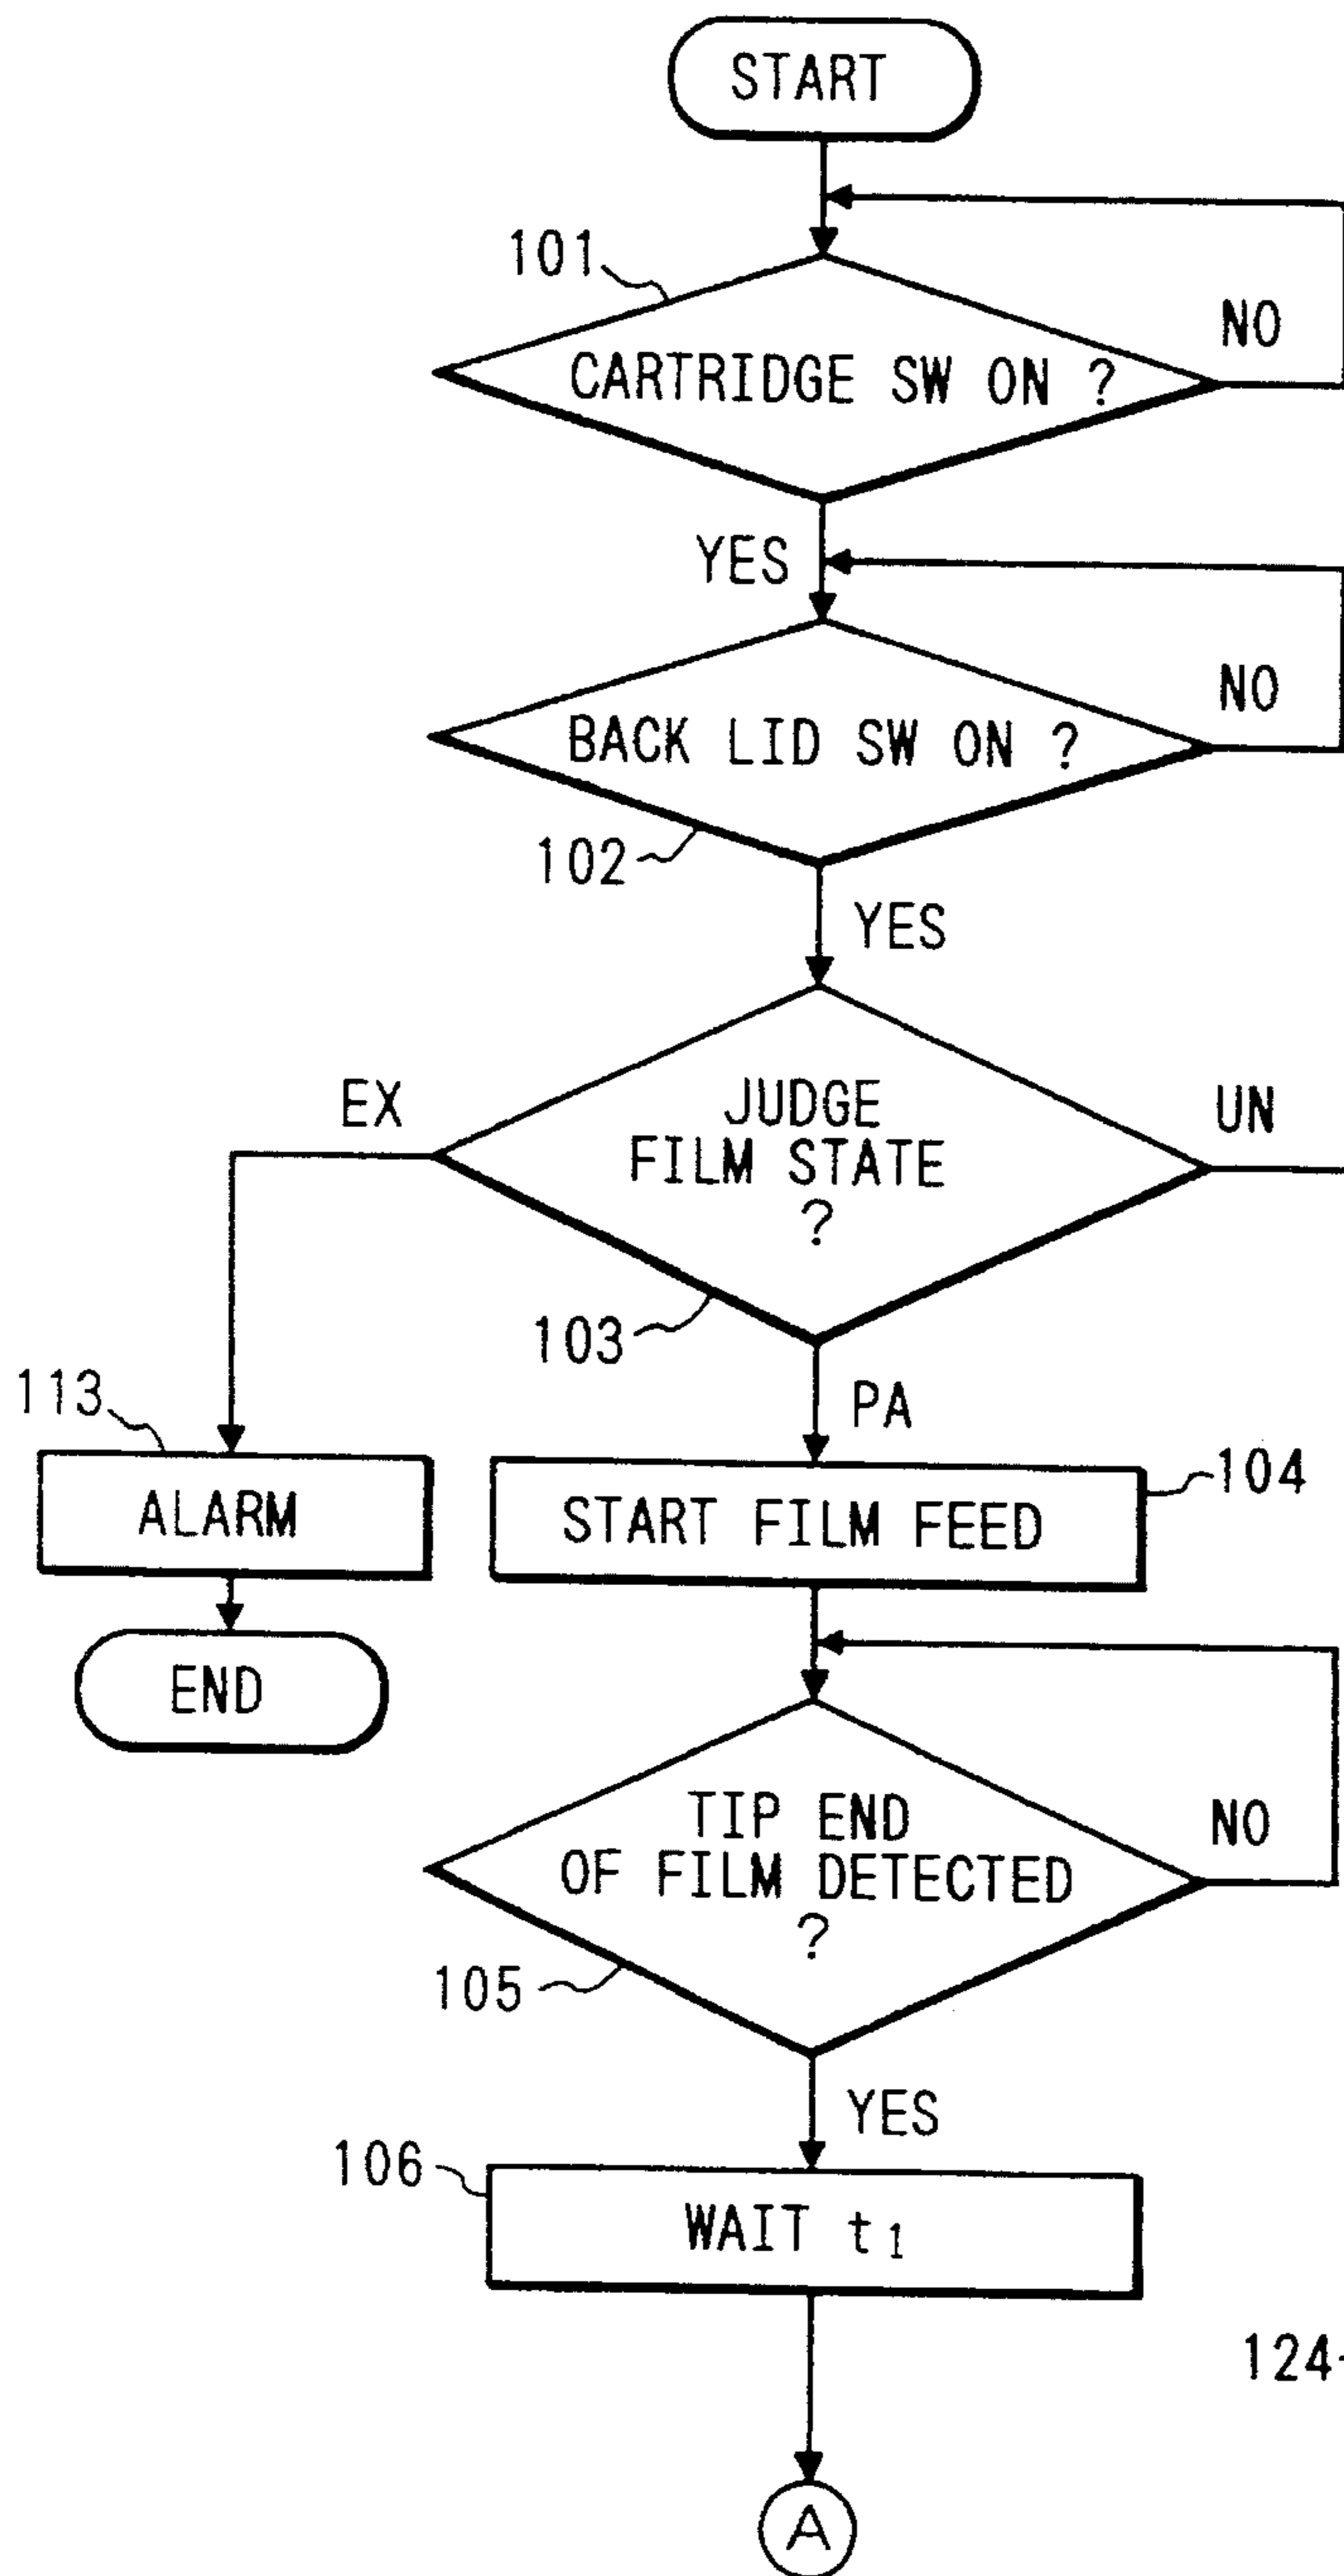 START
101
CARTRIDGE SW ON ?
NO
YES
BACK LID SW ON ?
NO
102
YES
EX
JUDGE
FILM STATE
?
UN
103
PA
113
ALARM
START FILM FEED
104
END
TIP END
OF FILM DETECTED
?
NO
105
YES
106
WAIT t₁
124
A